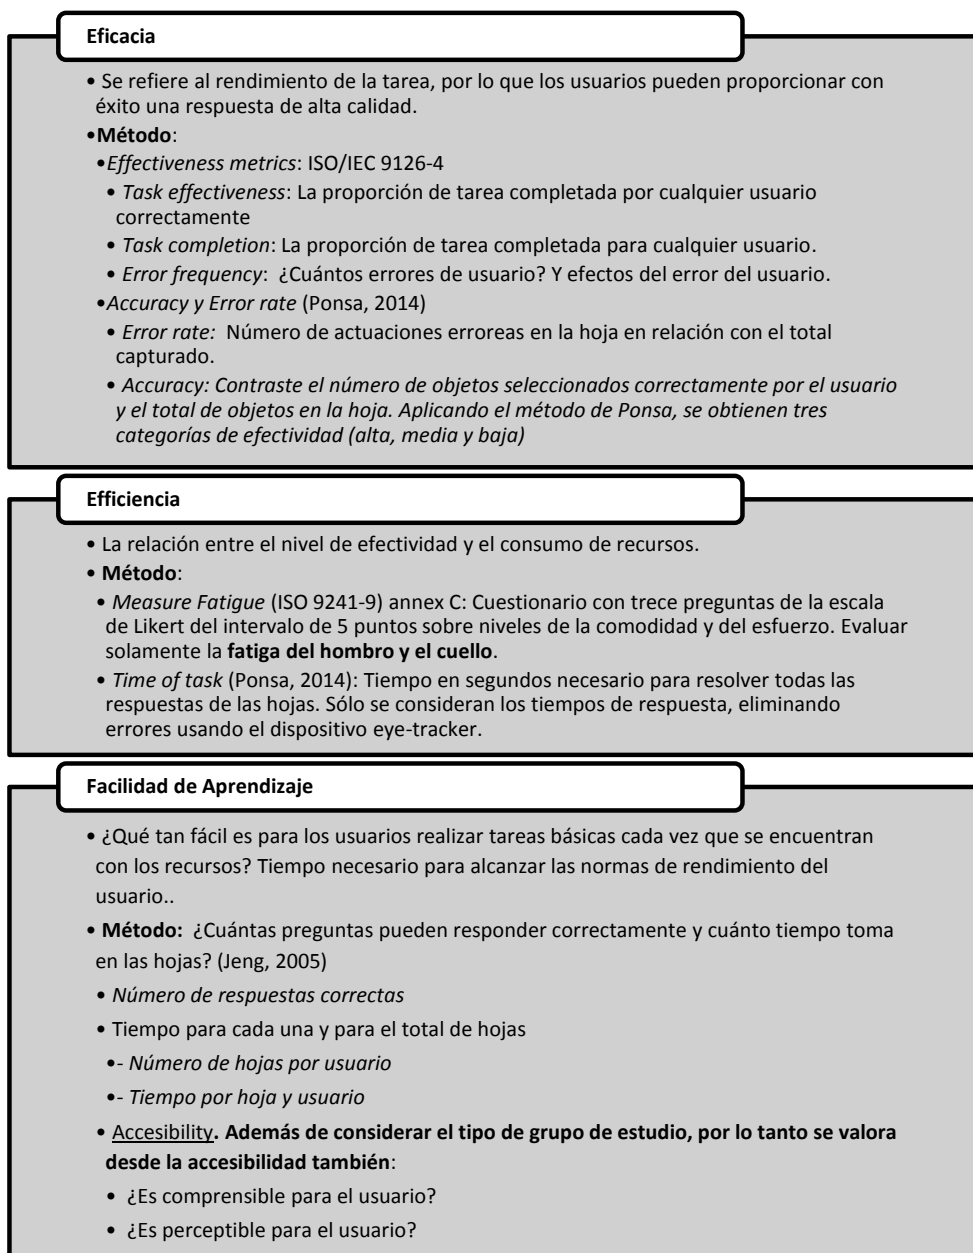 Eficacia
• Se refiere al rendimiento de la tarea, por lo que los usuarios pueden proporcionar con
éxito una respuesta de alta calidad.
•Método:
•Effectiveness metrics: ISO/IEC 9126-4
• Task effectiveness: La proporción de tarea completada por cualquier usuario
correctamente
• Task completion: La proporción de tarea completada para cualquier usuario.
• Error frequency: ¿Cuántos errores de usuario? Y efectos del error del usuario.
•Accuracy y Error rate (Ponsa, 2014)
• Error rate: Número de actuaciones erroreas en la hoja en relación con el total
capturado.
• Accuracy: Contraste el número de objetos seleccionados correctamente por el usuario
y el total de objetos en la hoja. Aplicando el método de Ponsa, se obtienen tres
categorías de efectividad (alta, media y baja)
Efficiencia
• La relación entre el nivel de efectividad y el consumo de recursos.
• Método:
• Measure Fatigue (ISO 9241-9) annex C: Cuestionario con trece preguntas de la escala
de Likert del intervalo de 5 puntos sobre niveles de la comodidad y del esfuerzo. Evaluar
solamente la fatiga del hombro y el cuello.
• Time of task (Ponsa, 2014): Tiempo en segundos necesario para resolver todas las
respuestas de las hojas. Sólo se consideran los tiempos de respuesta, eliminando
errores usando el dispositivo eye-tracker.
Facilidad de Aprendizaje
• ¿Qué tan fácil es para los usuarios realizar tareas básicas cada vez que se encuentran
con los recursos? Tiempo necesario para alcanzar las normas de rendimiento del
usuario..
• Método: ¿Cuántas preguntas pueden responder correctamente y cuánto tiempo toma
en las hojas? (Jeng, 2005)
• Número de respuestas correctas
• Tiempo para cada una y para el total de hojas
•- Número de hojas por usuario
•- Tiempo por hoja y usuario
• Accesibility. Además de considerar el tipo de grupo de estudio, por lo tanto se valora
desde la accesibilidad también:
• ¿Es comprensible para el usuario?
• ¿Es perceptible para el usuario?